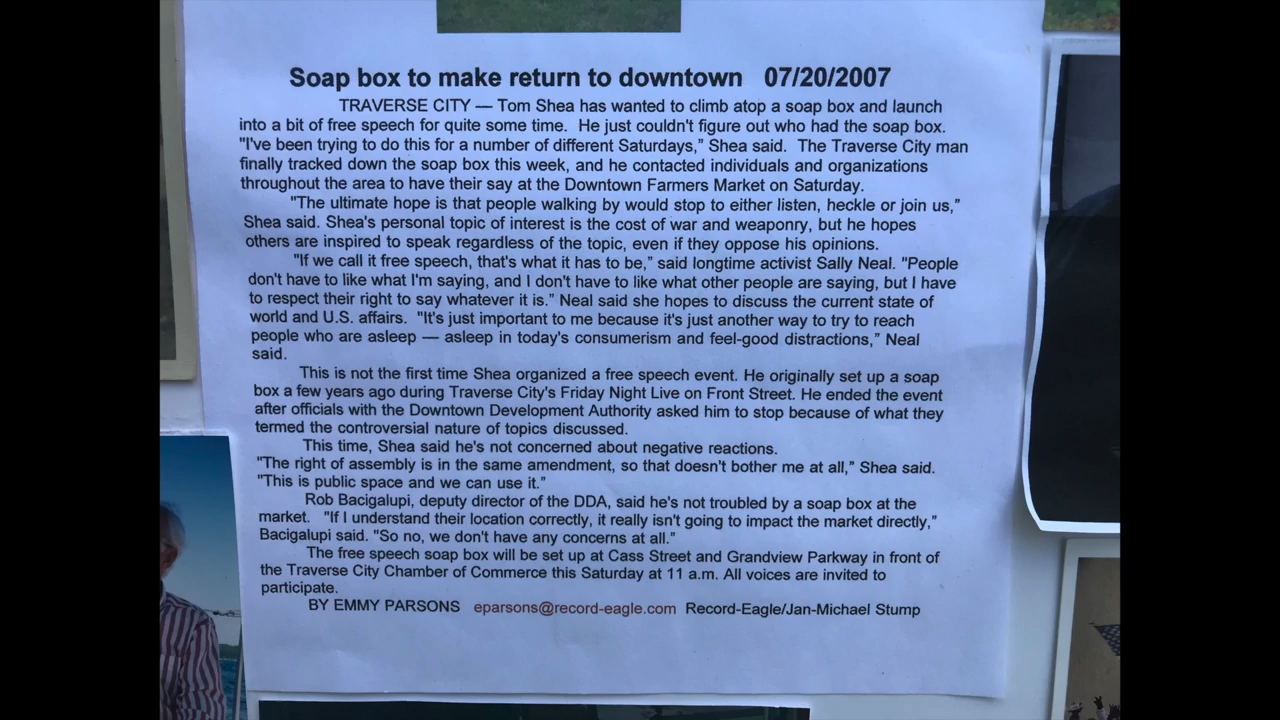 Soap box to make return to downtown 07/20/2007
TRAVERSE CITY — Tom Shea has wanted to climb atop a soap box and launch
into a bit of free speech for quite some time. He just couldn't figure out who had the soap box.
"I've been trying to do this for a number of different Saturdays," Shea said. The Traverse City man
finally tracked down the soap box this week, and he contacted individuals and organizations
throughout the area to have their say at the Downtown Farmers Market on Saturday.
"The ultimate hope is that people walking by would stop to either listen, heckle or join us,"
Shea said. Shea's personal topic of interest is the cost of war and weaponry, but he hopes
others are inspired to speak regardless of the topic, even if they oppose his opinions.
"If we call it free speech, that's what it has to be," said longtime activist Sally Neal. "People
don't have to like what I'm saying, and I don't have to like what other people are saying, but I have
to respect their right to say whatever it is." Neal said she hopes to discuss the current state of
world and U.S. affairs. "It's just important to me because it's just another way to try to reach
people who are asleep — asleep in today's consumerism and feel-good distractions," Neal
said.
This is not the first time Shea organized a free speech event. He originally set up a soap
box a few years ago during Traverse City's Friday Night Live on Front Street. He ended the event
after officials with the Downtown Development Authority asked him to stop because of what they
termed the controversial nature of topics discussed.
This time, Shea said he's not concerned about negative reactions.
"The right of assembly is in the same amendment, so that doesn't bother me at all," Shea said.
"This is public space and we can use it."
Rob Bacigalupi, deputy director of the DDA, said he's not troubled by a soap box at the
market. "If I understand their location correctly, it really isn't going to impact the market directly,"
Bacigalupi said. "So no, we don't have any concerns at all."
The free speech soap box will be set up at Cass Street and Grandview Parkway in front of
the Traverse City Chamber of Commerce this Saturday at 11 a.m. All voices are invited to
participate.
BY EMMY PARSONS eparsons@record-eagle.com Record-Eagle/Jan-Michael Stump